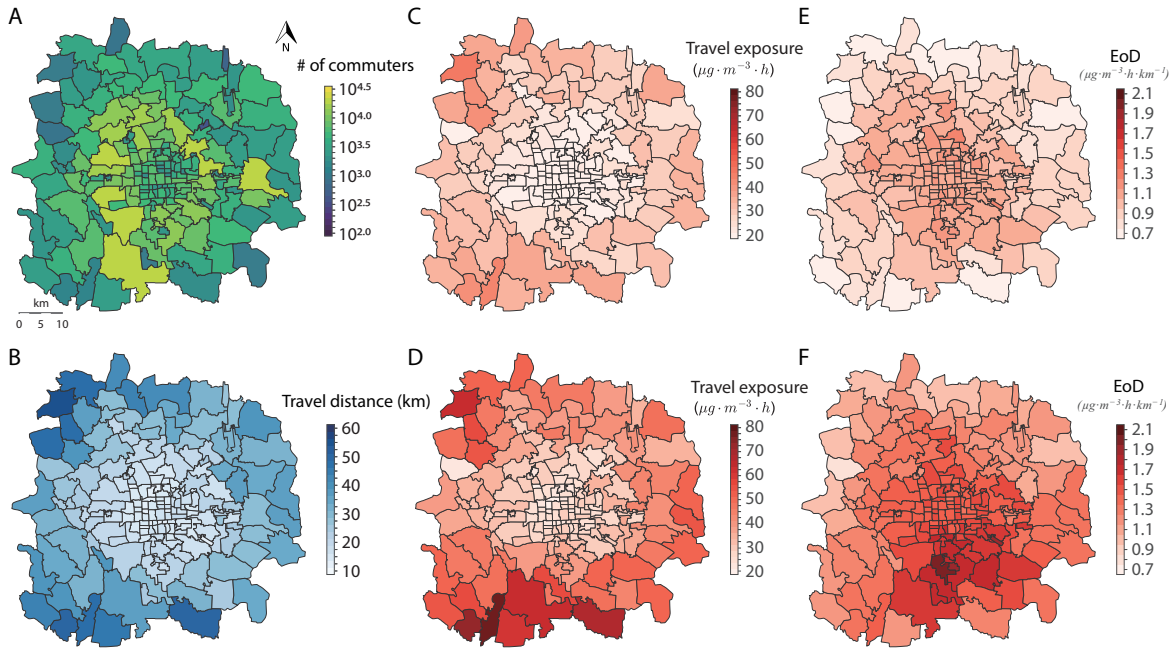 A
N
# of commuters
10^4.5
10^4.0
10^3.5
10^3.0
10^2.5
10^2.0
km
0 5 10
C
Travel exposure
(μg·m⁻³·h)
80
70
60
50
40
30
20
E
EoD
(μg·m⁻³·h·km⁻¹)
2.1
1.9
1.7
1.5
1.3
1.1
0.9
0.7
B
Travel distance (km)
60
50
40
30
20
10
D
Travel exposure
(μg·m⁻³·h)
80
70
60
50
40
30
20
F
EoD
(μg·m⁻³·h·km⁻¹)
2.1
1.9
1.7
1.5
1.3
1.1
0.9
0.7